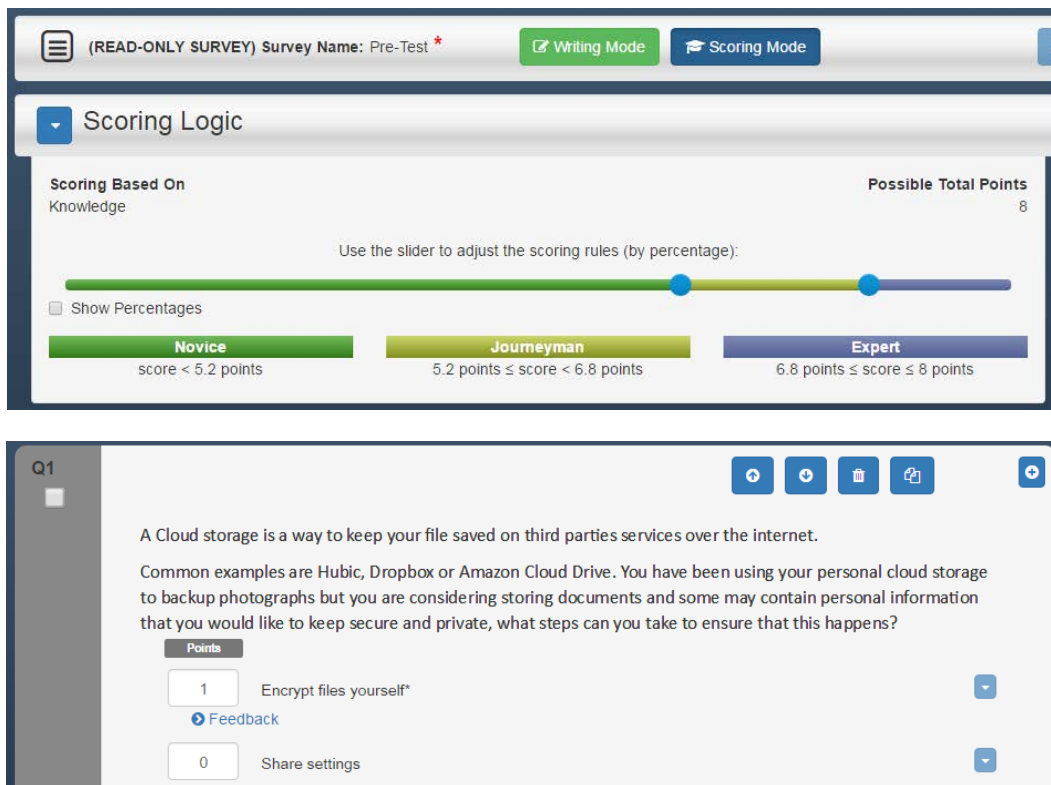 (READ-ONLY SURVEY) Survey Name: Pre-Test *
Writing Mode
Scoring Mode
Scoring Logic
Scoring Based On
Knowledge
Possible Total Points
8
Use the slider to adjust the scoring rules (by percentage):
Show Percentages
Novice
score < 5.2 points
Journeyman
5.2 points ≤ score < 6.8 points
Expert
6.8 points ≤ score ≤ 8 points
Q1
A Cloud storage is a way to keep your file saved on third parties services over the internet.
Common examples are Hubic, Dropbox or Amazon Cloud Drive. You have been using your personal cloud storage
to backup photographs but you are considering storing documents and some may contain personal information
that you would like to keep secure and private, what steps can you take to ensure that this happens?
Points
1 Encrypt files yourself*
Feedback
0 Share settings